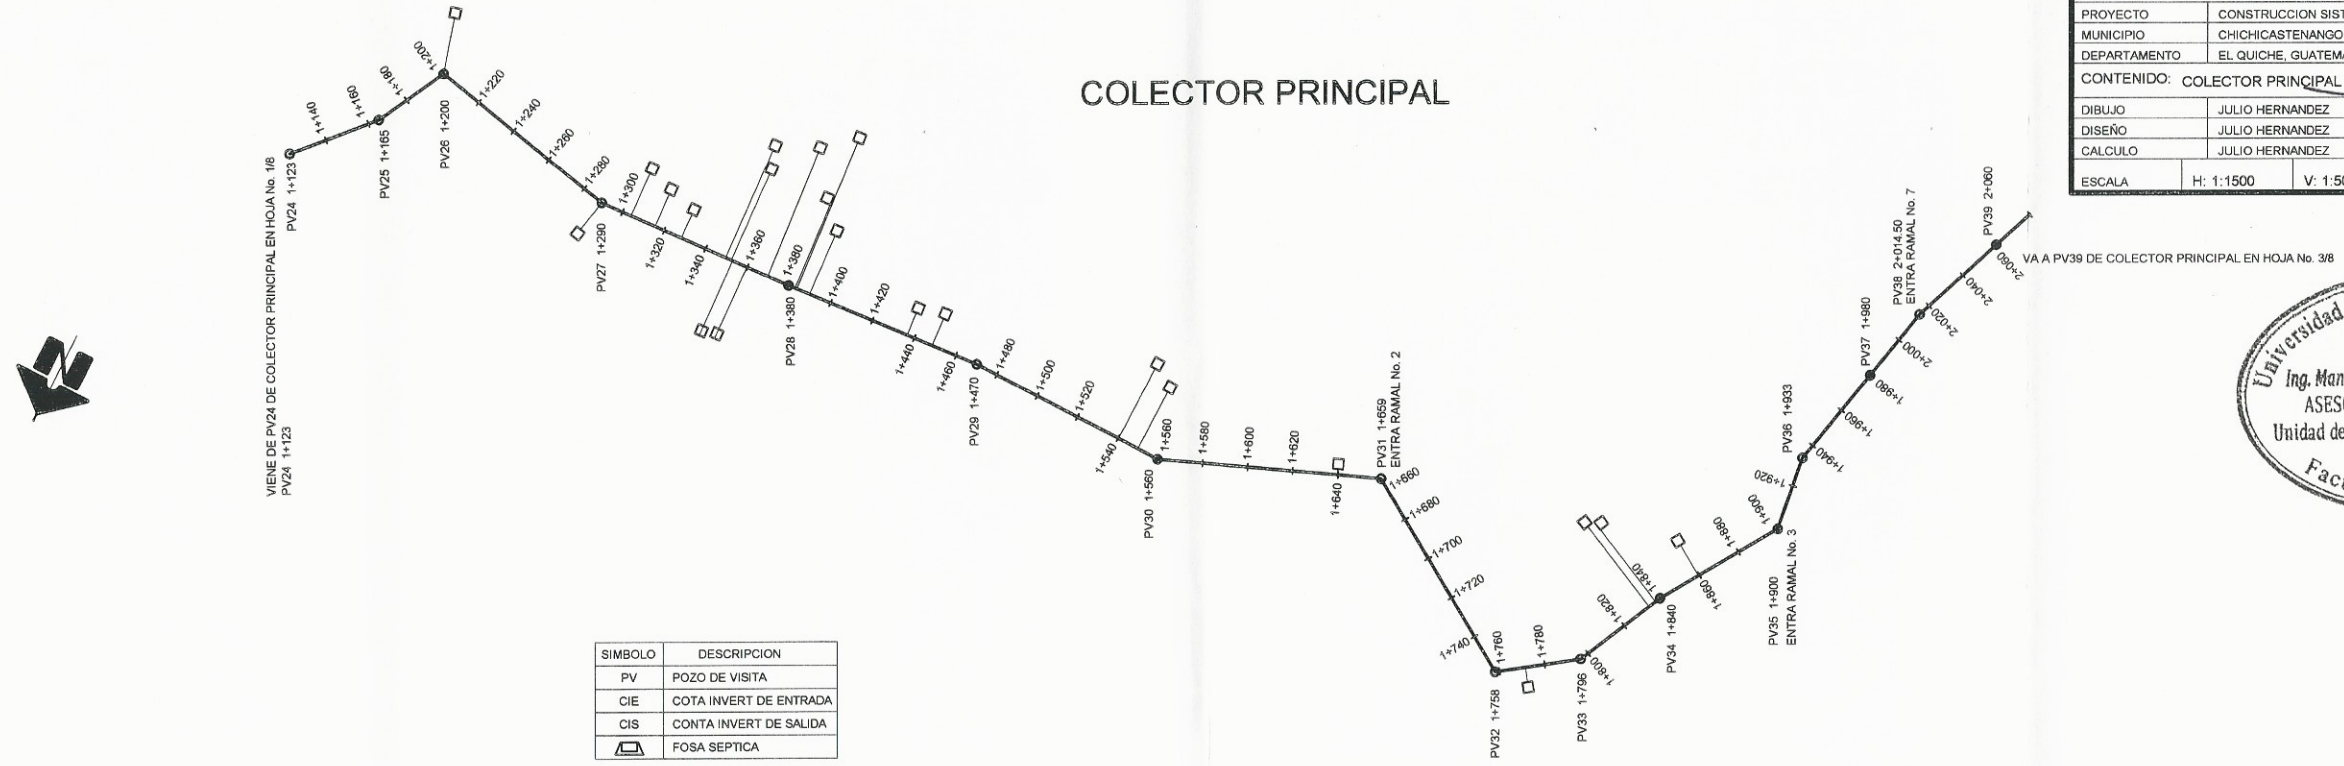 COLECTOR PRINCIPAL
PROYECTO CONSTRUCCION SIST
MUNICIPIO CHICHICASTENANGO
DEPARTAMENTO EL QUICHE, GUATEMA
CONTENIDO: COLECTOR PRINCIPAL
DIBUJO JULIO HERNANDEZ
DISEÑO JULIO HERNANDEZ
CALCULO JULIO HERNANDEZ
ESCALA H: 1:1500 V: 1:50
VIENE DE PV24 DE COLECTOR PRINCIPAL EN HOJA No. 1/8
PV24 1+123
PV24 1+123
1+140
1+160
PV25 1+165
1+180
1+200
PV26 1+200
1+220
1+240
1+260
1+280
PV27 1+290
1+300
1+320
1+340
1+360
1+380
PV28 1+380
1+400
1+420
1+440
1+460
PV29 1+470
1+480
1+500
1+520
1+540
1+560
PV30 1+560
1+580
1+600
1+620
1+640
PV31 1+659
ENTRA RAMAL No. 2
1+660
1+680
1+700
1+720
1+740
1+760
PV32 1+758
1+780
PV33 1+796
1+800
1+820
1+840
PV34 1+840
1+860
1+880
1+900
PV35 1+900
ENTRA RAMAL No. 3
1+920
PV36 1+933
1+940
1+960
PV37 1+980
1+980
2+000
PV38 2+014.50
ENTRA RAMAL No. 7
2+020
2+040
PV39 2+060
2+060
VA A PV39 DE COLECTOR PRINCIPAL EN HOJA No. 3/8
Universidad
Ing. Man
ASES
Unidad de
Facu
N
SIMBOLO DESCRIPCION
PV POZO DE VISITA
CIE COTA INVERT DE ENTRADA
CIS CONTA INVERT DE SALIDA
FOSA SEPTICA